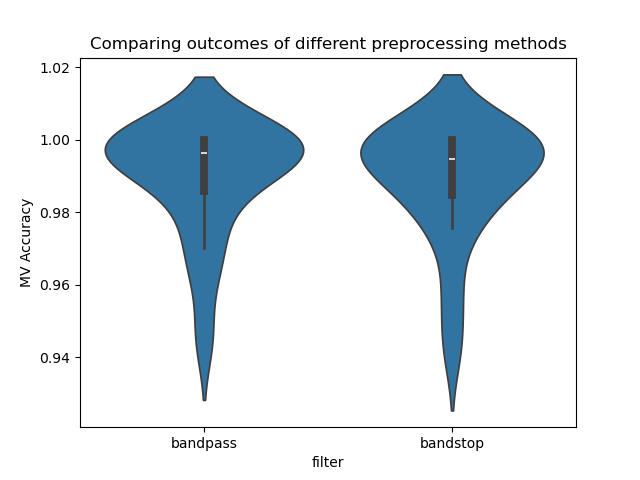 Comparing outcomes of different preprocessing methods
1.02
1.00
0.98
0.96
0.94
MV Accuracy
bandpass bandstop
filter